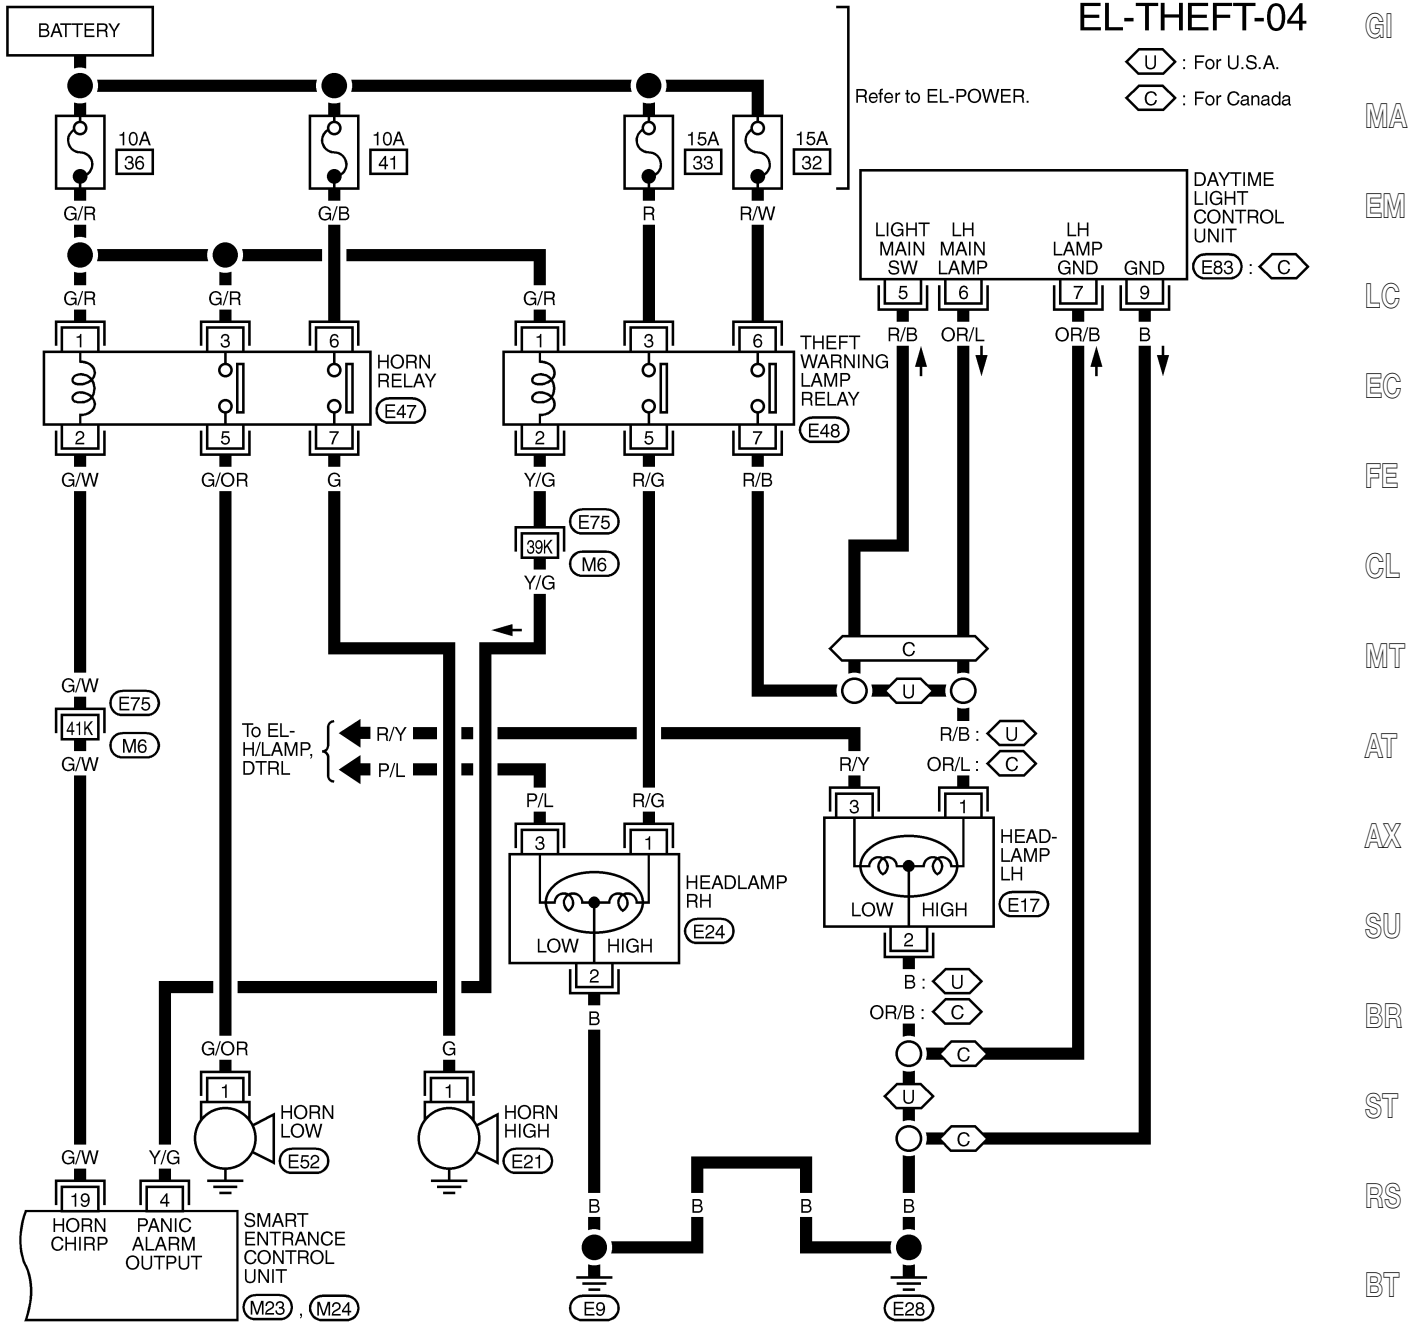 EL-THEFT-04
BATTERY
U : For U.S.A.
C : For Canada
Refer to EL-POWER.
10A
36
10A
41
15A
33
15A
32
G/R
G/B
R
R/W
DAYTIME
LIGHT
CONTROL
UNIT
E83 : C
LIGHT
MAIN
SW
LH
MAIN
LAMP
LH
LAMP
GND
GND
5
6
7
9
R/B
OR/L
OR/B
B
G/R
G/R
G/R
1
3
6
1
3
6
HORN
RELAY
E47
THEFT
WARNING
LAMP
RELAY
E48
2
5
7
2
5
7
G/W
G/OR
G
Y/G
R/G
R/B
39K
E75
M6
Y/G
C
U
G/W
41K
E75
M6
G/W
To EL-
H/LAMP,
DTRL
R/Y
P/L
R/B : U
OR/L : C
R/Y
P/L
R/G
3
1
3
1
HEAD-
LAMP
LH
E17
LOW
HIGH
HEADLAMP
RH
E24
LOW
HIGH
2
2
B : U
OR/B : C
B
C
U
C
G/OR
G
1
1
HORN
LOW
E52
HORN
HIGH
E21
G/W
Y/G
19
4
HORN
CHIRP
PANIC
ALARM
OUTPUT
SMART
ENTRANCE
CONTROL
UNIT
M23 , M24
B
B
B
B
E9
E28
GI
MA
EM
LC
EC
FE
CL
MT
AT
AX
SU
BR
ST
RS
BT